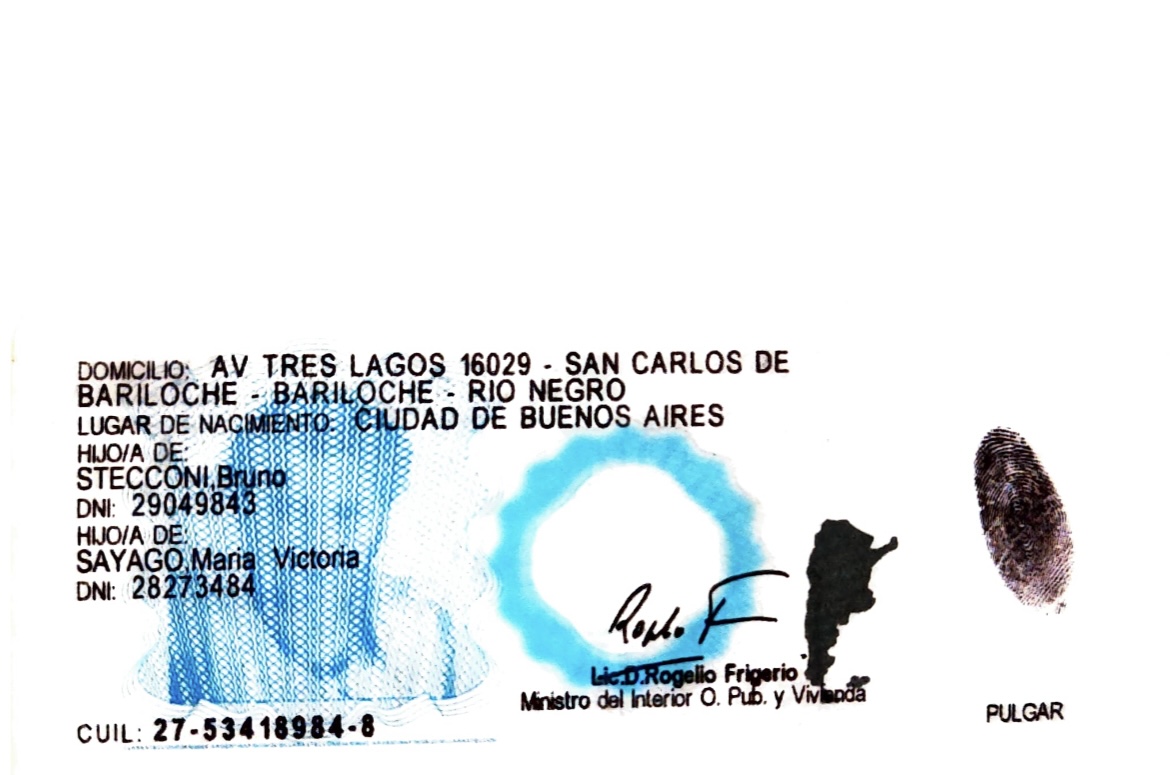 DOMICILIO: AV TRES LAGOS 16029 - SAN CARLOS DE
BARILOCHE - BARILOCHE - RIO NEGRO
LUGAR DE NACIMIENTO: CIUDAD DE BUENOS AIRES
HIJO/A DE:
STECCONI,Bruno
DNI: 29049843
HIJO/A DE:
SAYAGO,Maria Victoria
DNI: 28273484
Lic.D.Rogelio Frigerio
Ministro del Interior O. Pub. y Vivienda
CUIL: 27-53418984-8
PULGAR